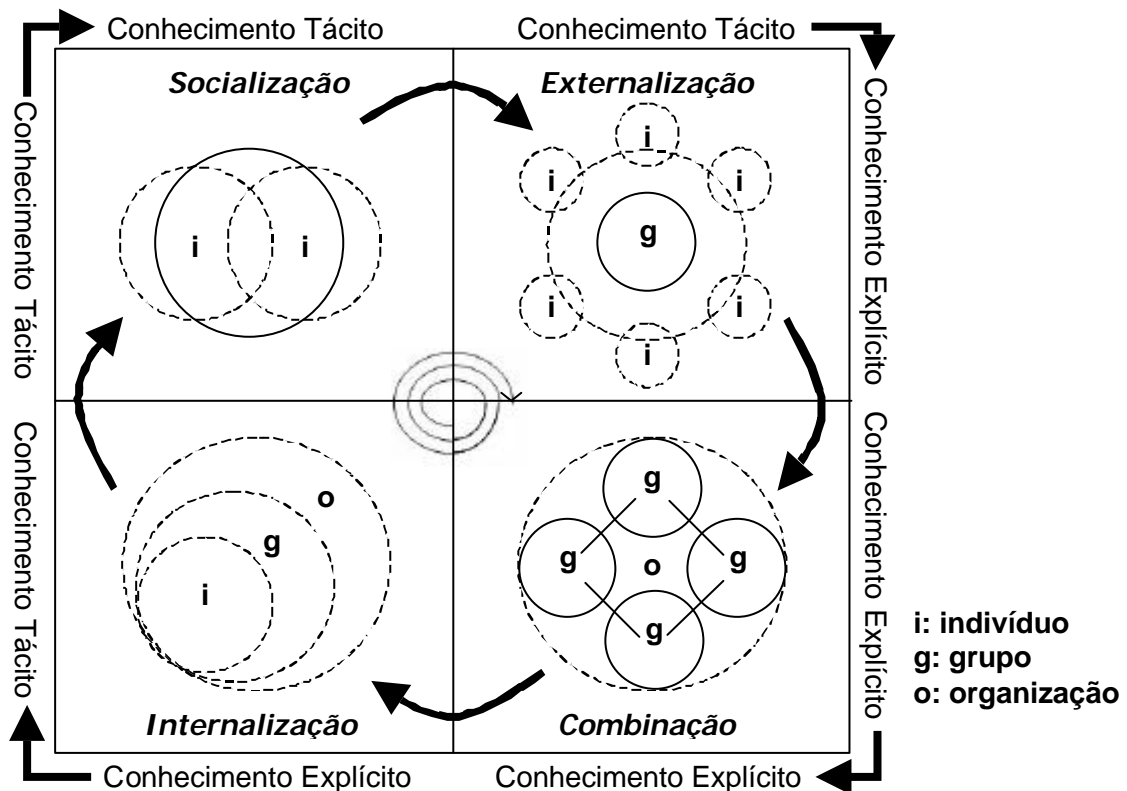 Conhecimento Tácito
Conhecimento Tácito
Socialização
Externalização
Conhecimento Tácito
Conhecimento Explícito
i
i
i
i
i
i
i
i
g
Conhecimento Tácito
Conhecimento Explícito
o
g
i
g
g
o
g
g
i: indivíduo
g: grupo
o: organização
Internalização
Combinação
Conhecimento Explícito
Conhecimento Explícito